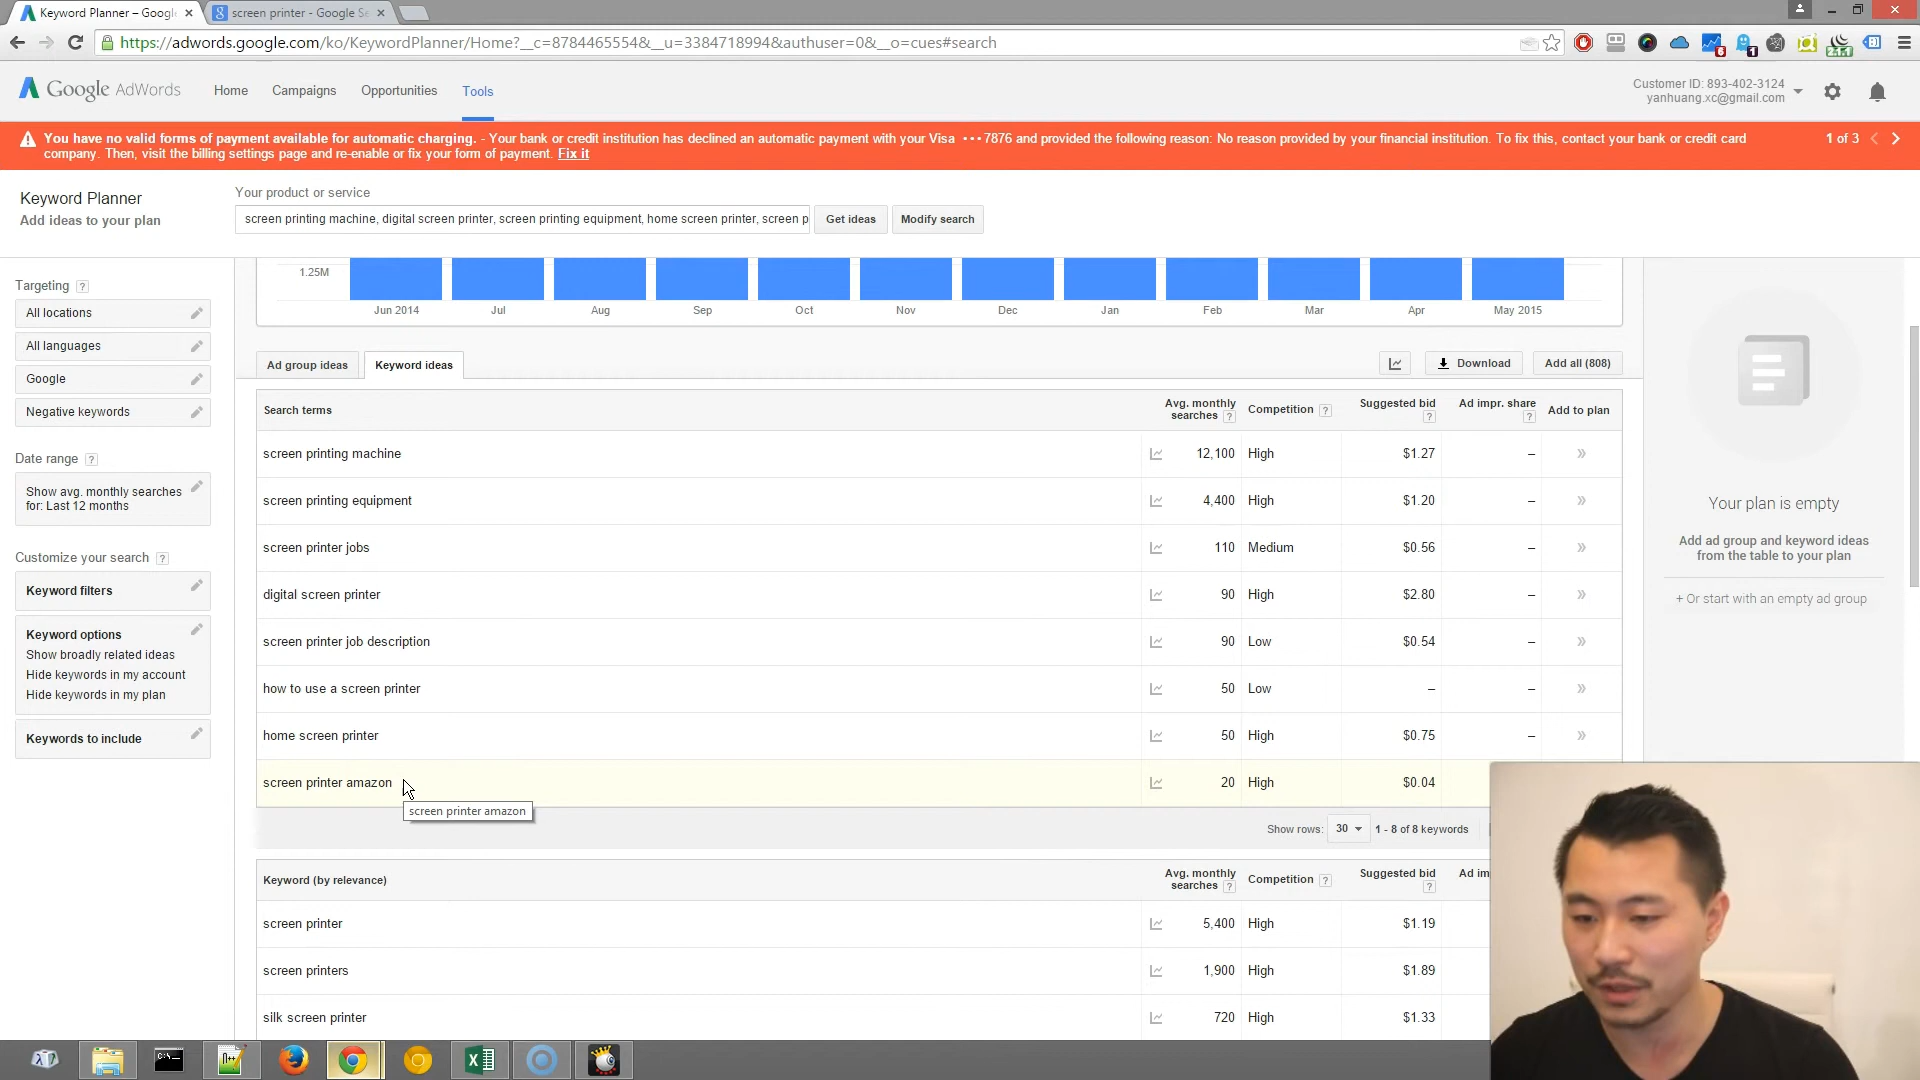 Keyword Planner – Googl
screen printer - Google Se
https://adwords.google.com/ko/KeywordPlanner/Home?__c=8784465554&__u=3384718994&authuser=0&__o=cues#search
Google AdWords
Home
Campaigns
Opportunities
Tools
Customer ID: 893-402-3124
yanhuang.xc@gmail.com
You have no valid forms of payment available for automatic charging. - Your bank or credit institution has declined an automatic payment with your Visa •••7876 and provided the following reason: No reason provided by your financial institution. To fix this, contact your bank or credit card
company. Then, visit the billing settings page and re-enable or fix your form of payment. Fix it
1 of 3
Keyword Planner
Add ideas to your plan
Your product or service
screen printing machine, digital screen printer, screen printing equipment, home screen printer, screen p
Get ideas
Modify search
Targeting ?
All locations
All languages
Google
Negative keywords
Date range ?
Show avg. monthly searches
for: Last 12 months
Customize your search ?
Keyword filters
Keyword options
Show broadly related ideas
Hide keywords in my account
Hide keywords in my plan
Keywords to include
1.25M
Jun 2014 Jul Aug Sep Oct Nov Dec Jan Feb Mar Apr May 2015
Ad group ideas
Keyword ideas
Download
Add all (808)
Search terms
Avg. monthly
searches ?
Competition ?
Suggested bid
?
Ad impr. share
?
Add to plan
screen printing machine 12,100 High $1.27 – »
screen printing equipment 4,400 High $1.20 – »
screen printer jobs 110 Medium $0.56 – »
digital screen printer 90 High $2.80 – »
screen printer job description 90 Low $0.54 – »
how to use a screen printer 50 Low – – »
home screen printer 50 High $0.75 – »
screen printer amazon 20 High $0.04
screen printer amazon
Show rows: 30 1 - 8 of 8 keywords
Keyword (by relevance)
Avg. monthly
searches ?
Competition ?
Suggested bid
?
Ad im
screen printer 5,400 High $1.19
screen printers 1,900 High $1.89
silk screen printer 720 High $1.33
Your plan is empty
Add ad group and keyword ideas
from the table to your plan
+ Or start with an empty ad group